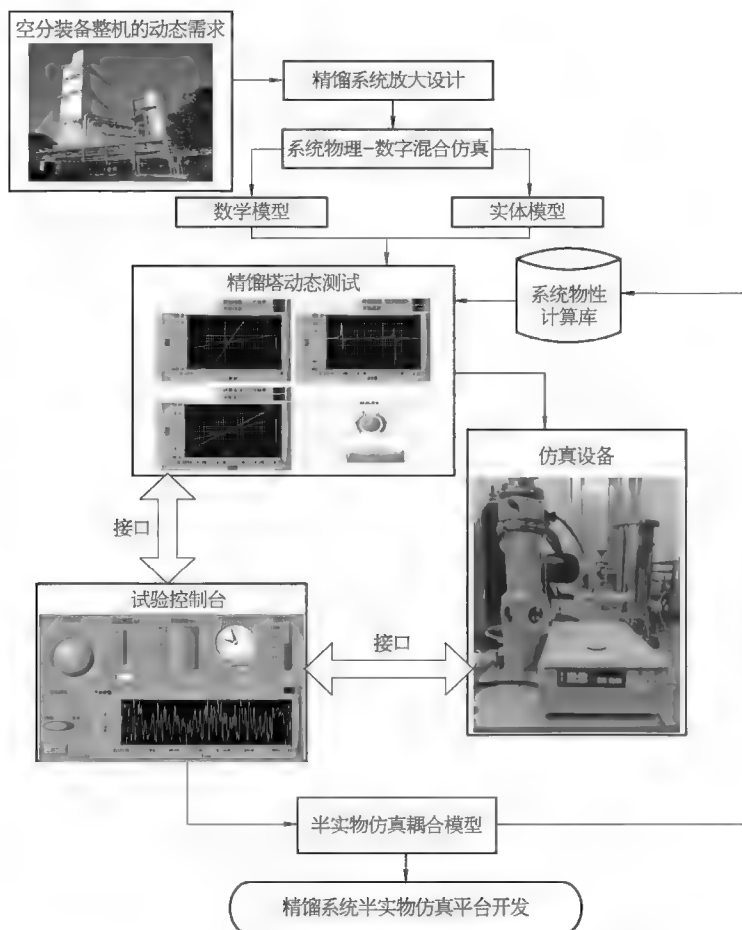 空分装备整机的动态需求
精馏系统放大设计
系统物理-数字混合仿真
数学模型
实体模型
精馏塔动态测试
系统物性
计算库
仿真设备
接口
试验控制台
接口
半实物仿真耦合模型
精馏系统半实物仿真平台开发